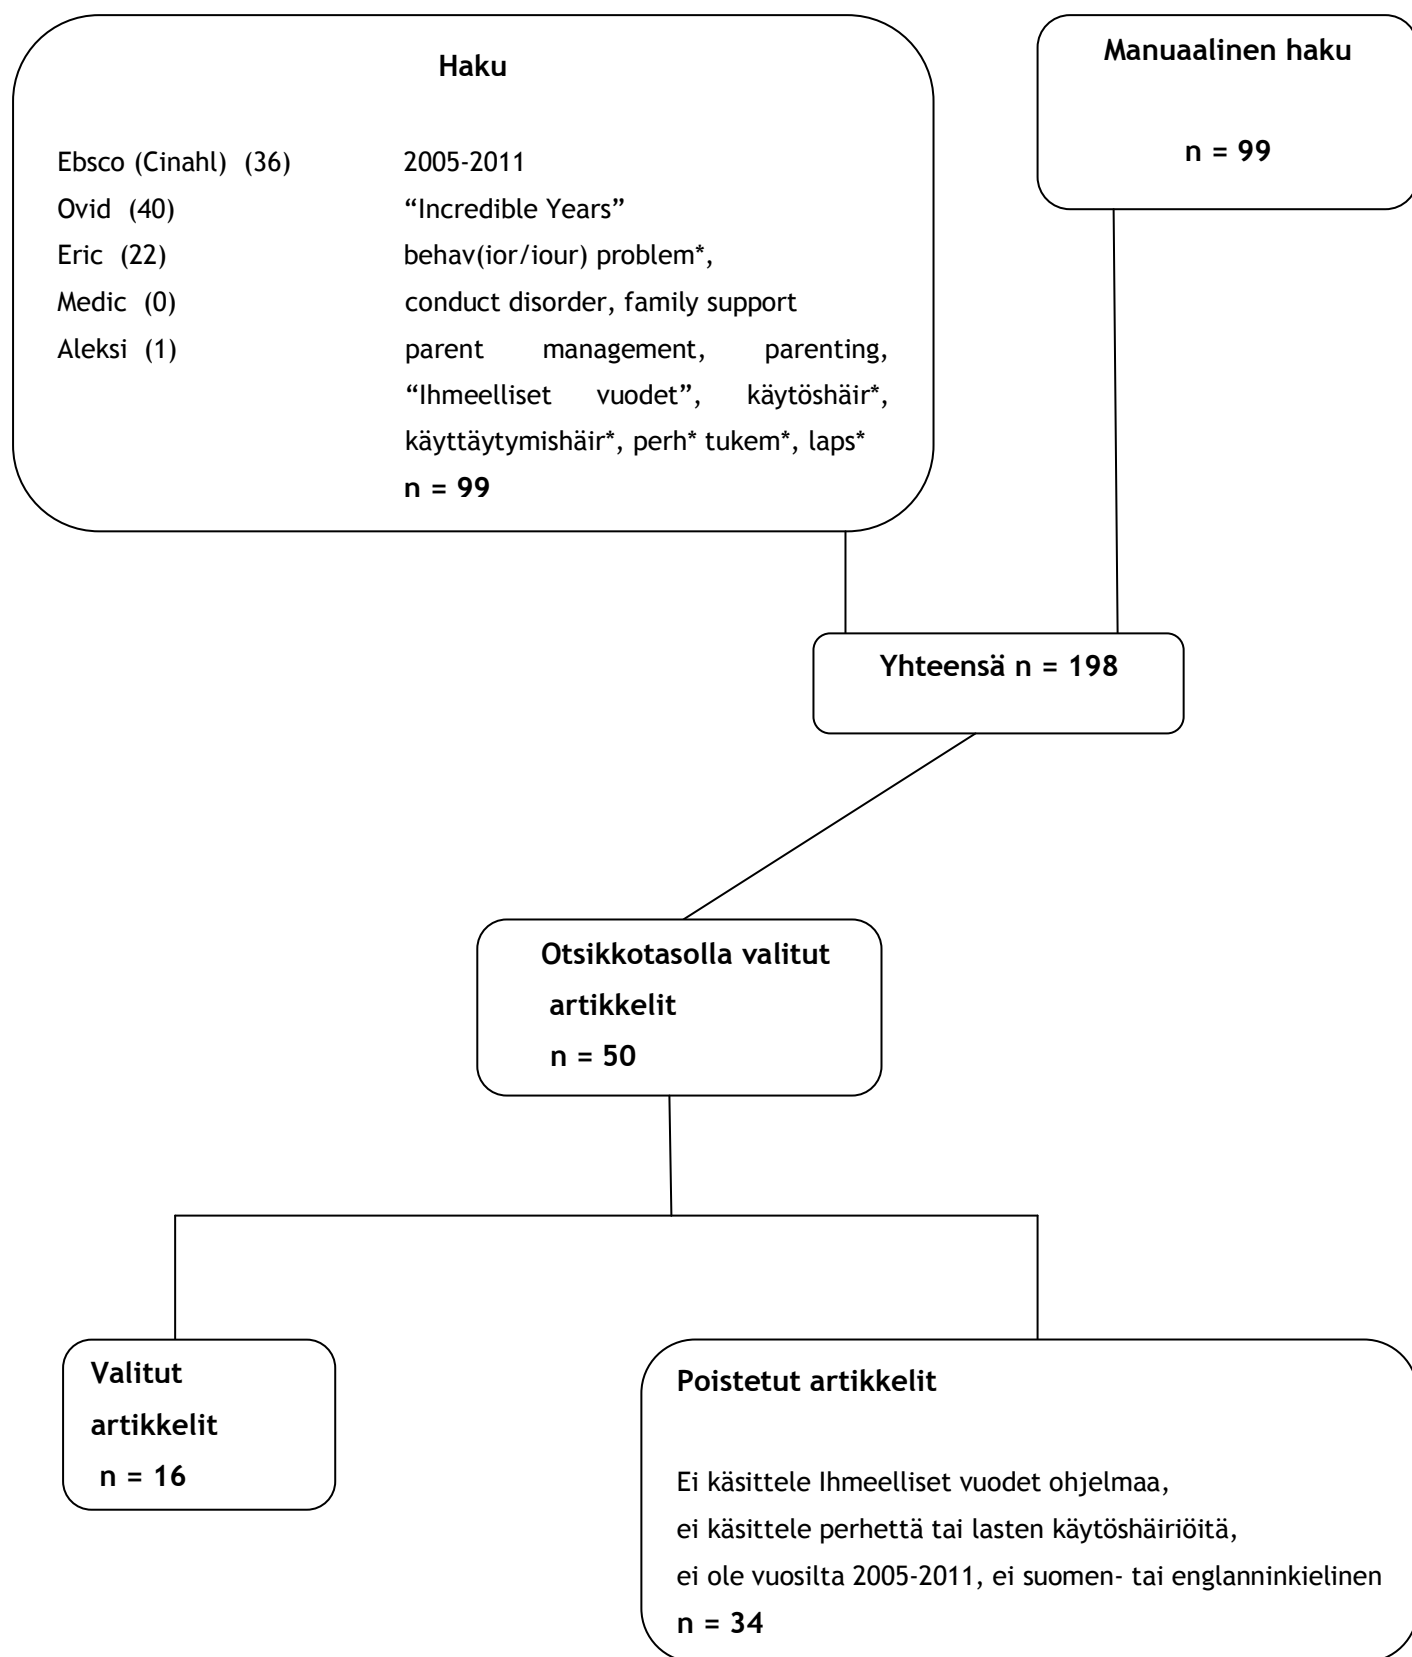 Haku
Ebsco (Cinahl) (36) 2005-2011
Ovid (40) “Incredible Years”
Eric (22) behav(ior/iour) problem*,
Medic (0) conduct disorder, family support
Aleksi (1) parent management, parenting,
“Ihmeelliset vuodet”, käytöshäir*,
käyttäytymishäir*, perh* tukem*, laps*
n = 99
Manuaalinen haku
n = 99
Yhteensä n = 198
Otsikkotasolla valitut
artikkelit
n = 50
Valitut
artikkelit
n = 16
Poistetut artikkelit
Ei käsittele Ihmeelliset vuodet ohjelmaa,
ei käsittele perhettä tai lasten käytöshäiriöitä,
ei ole vuosilta 2005-2011, ei suomen- tai englanninkielinen
n = 34